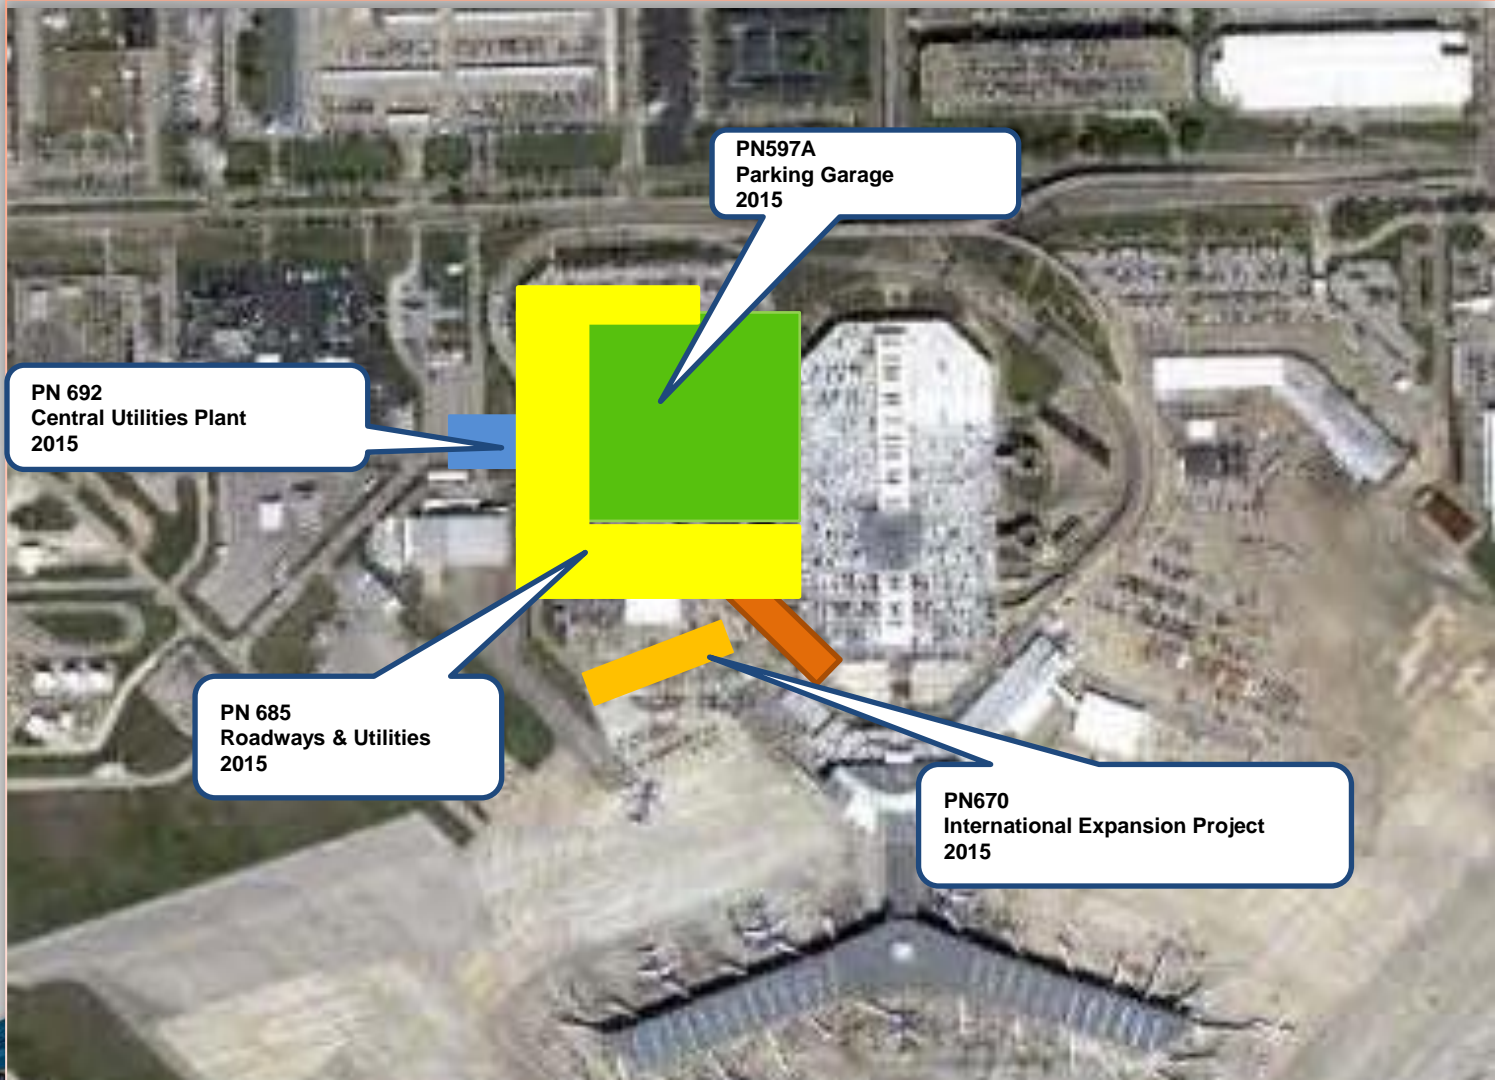 PN597A
Parking Garage
2015
PN 692
Central Utilities Plant
2015
PN 685
Roadways & Utilities
2015
PN670
International Expansion Project
2015